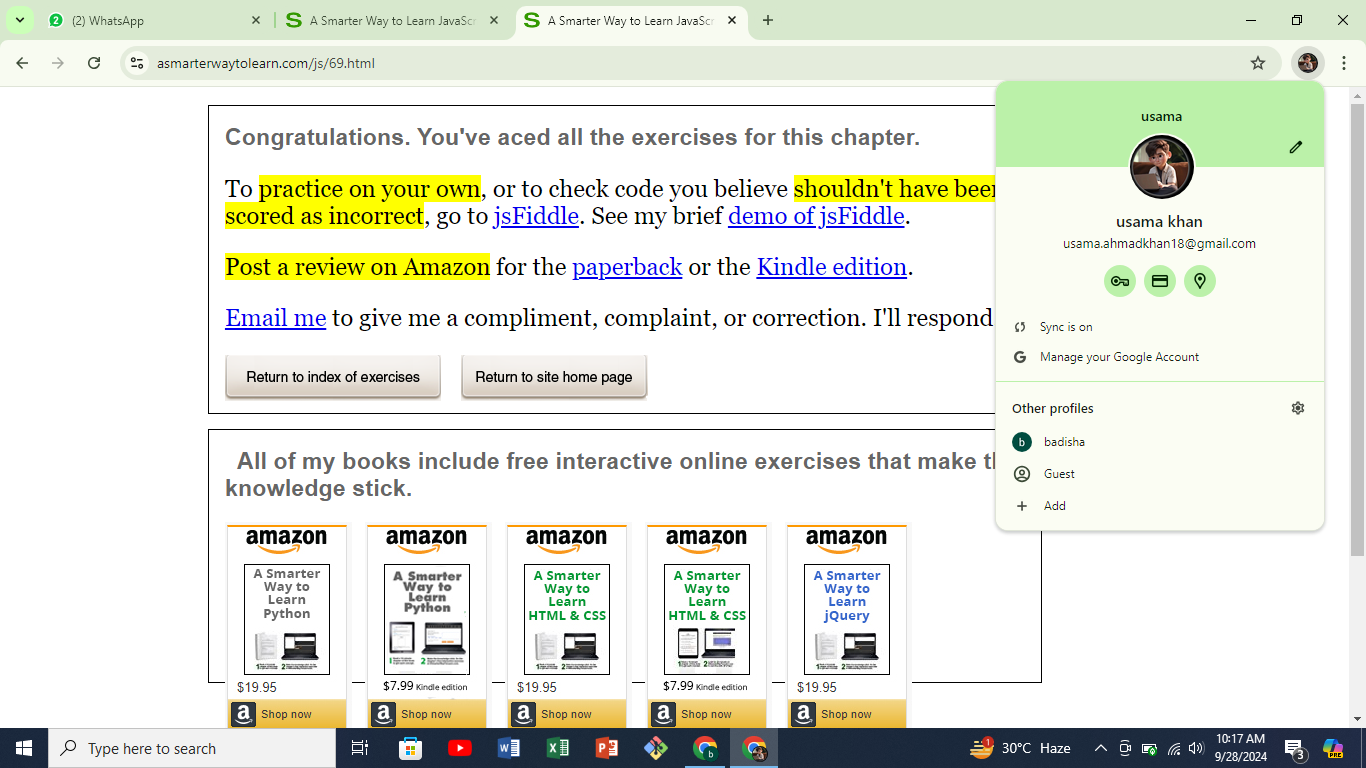 (2) WhatsApp
A Smarter Way to Learn JavaScr
A Smarter Way to Learn JavaScr
asmarterwaytolearn.com/js/69.html
Congratulations. You've aced all the exercises for this chapter.
To practice on your own, or to check code you believe shouldn't have been
scored as incorrect, go to jsFiddle. See my brief demo of jsFiddle.
Post a review on Amazon for the paperback or the Kindle edition.
Email me to give me a compliment, complaint, or correction. I'll respond
Return to index of exercises
Return to site home page
All of my books include free interactive online exercises that make th
knowledge stick.
amazon
A Smarter
Way to
Learn
Python
$19.95
Shop now
amazon
A Smarter
Way to
Learn
Python
$7.99 Kindle edition
Shop now
amazon
A Smarter
Way to
Learn
HTML & CSS
$19.95
Shop now
amazon
A Smarter
Way to
Learn
HTML & CSS
$7.99 Kindle edition
Shop now
amazon
A Smarter
Way to
Learn
jQuery
$19.95
Shop now
usama
usama khan
usama.ahmadkhan18@gmail.com
Sync is on
Manage your Google Account
Other profiles
b badisha
Guest
Add
Type here to search
30°C Haze
10:17 AM
9/28/2024
3